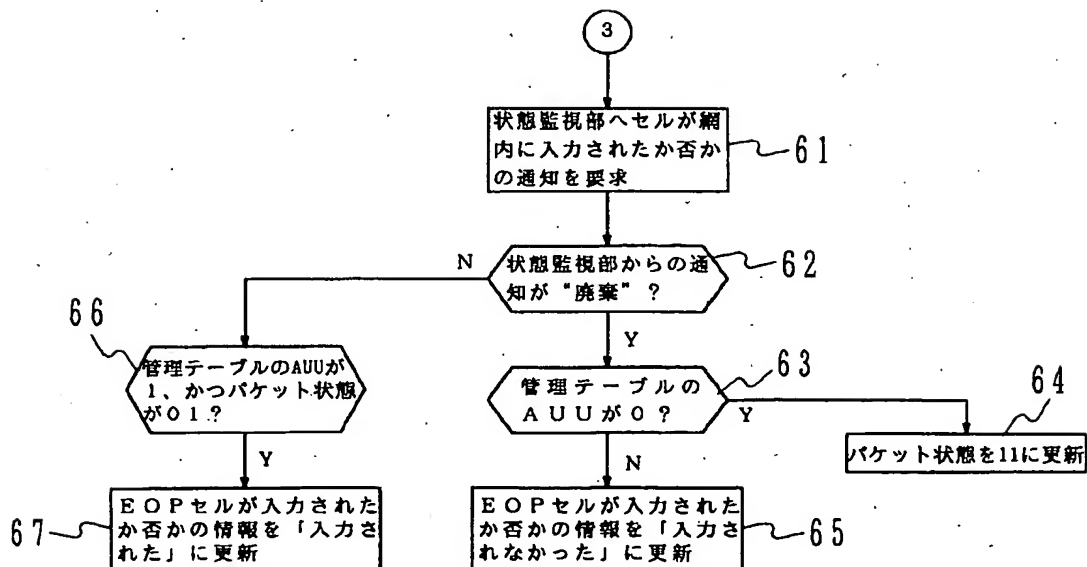 3
状態監視部へセルが網
内に入力されたか否か
の通知を要求
61
状態監視部からの通
知が“廃棄”？
62
N
Y
66
管理テーブルのAUUが
1、かつパケット状態
が01？
管理テーブルの
AUUが0？
63
Y
64
パケット状態を11に更新
Y
N
67
EOPセルが入力された
か否かの情報を「入力さ
れた」に更新
EOPセルが入力された
か否かの情報を「入力
されなかった」に更新
65